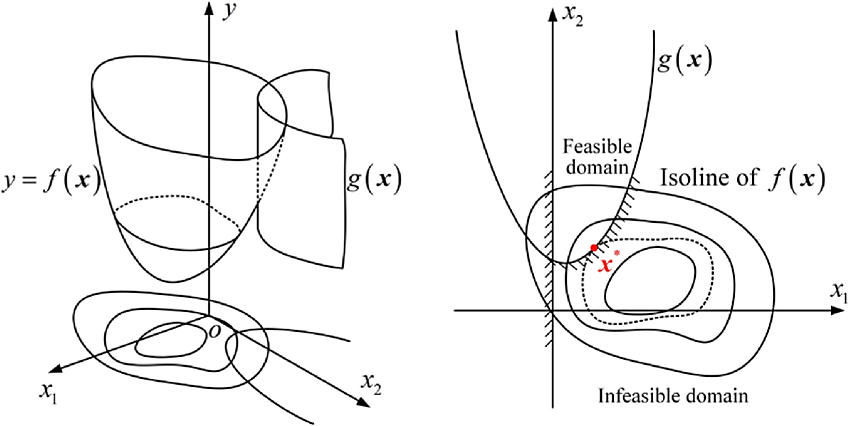 y
y = f(x)
g(x)
o
x₁
x₂
x₂
g(x)
Feasible
domain
Isoline of f(x)
x*
x₁
Infeasible domain